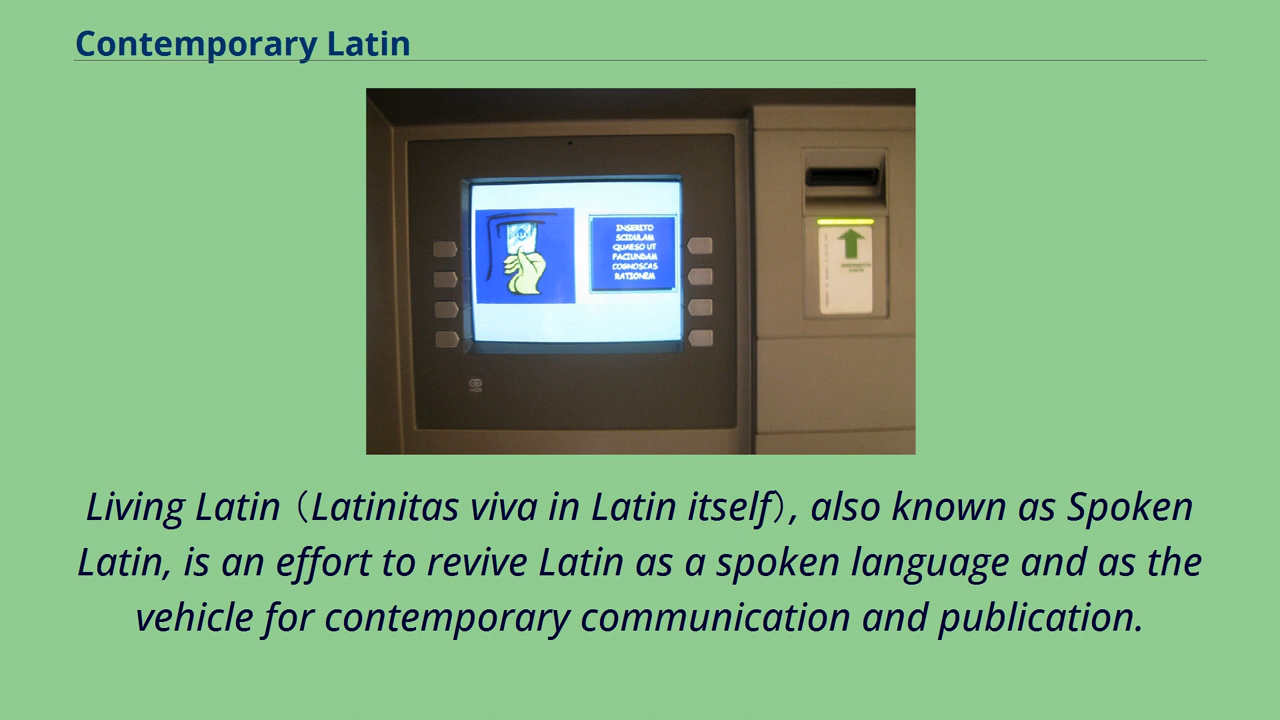 Contemporary Latin
INSERITO
SCIDULAM
QUAESO UT
FACIUNDAM
COGNOSCAS
RATIONEM
Living Latin (Latinitas viva in Latin itself), also known as Spoken
Latin, is an effort to revive Latin as a spoken language and as the
vehicle for contemporary communication and publication.